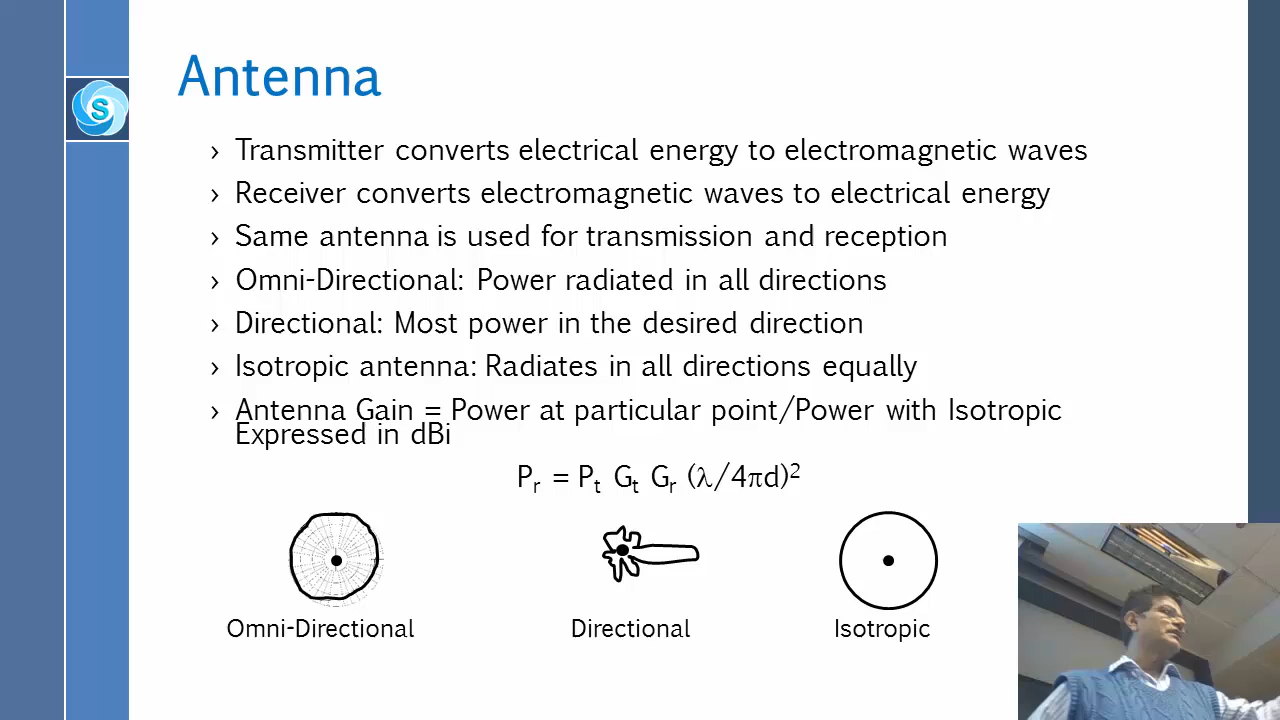 Antenna
S
› Transmitter converts electrical energy to electromagnetic waves
› Receiver converts electromagnetic waves to electrical energy
› Same antenna is used for transmission and reception
› Omni-Directional: Power radiated in all directions
› Directional: Most power in the desired direction
› Isotropic antenna: Radiates in all directions equally
› Antenna Gain = Power at particular point/Power with Isotropic
Expressed in dBi
Pr = Pt Gt Gr (λ/4πd)²
Omni-Directional Directional Isotropic